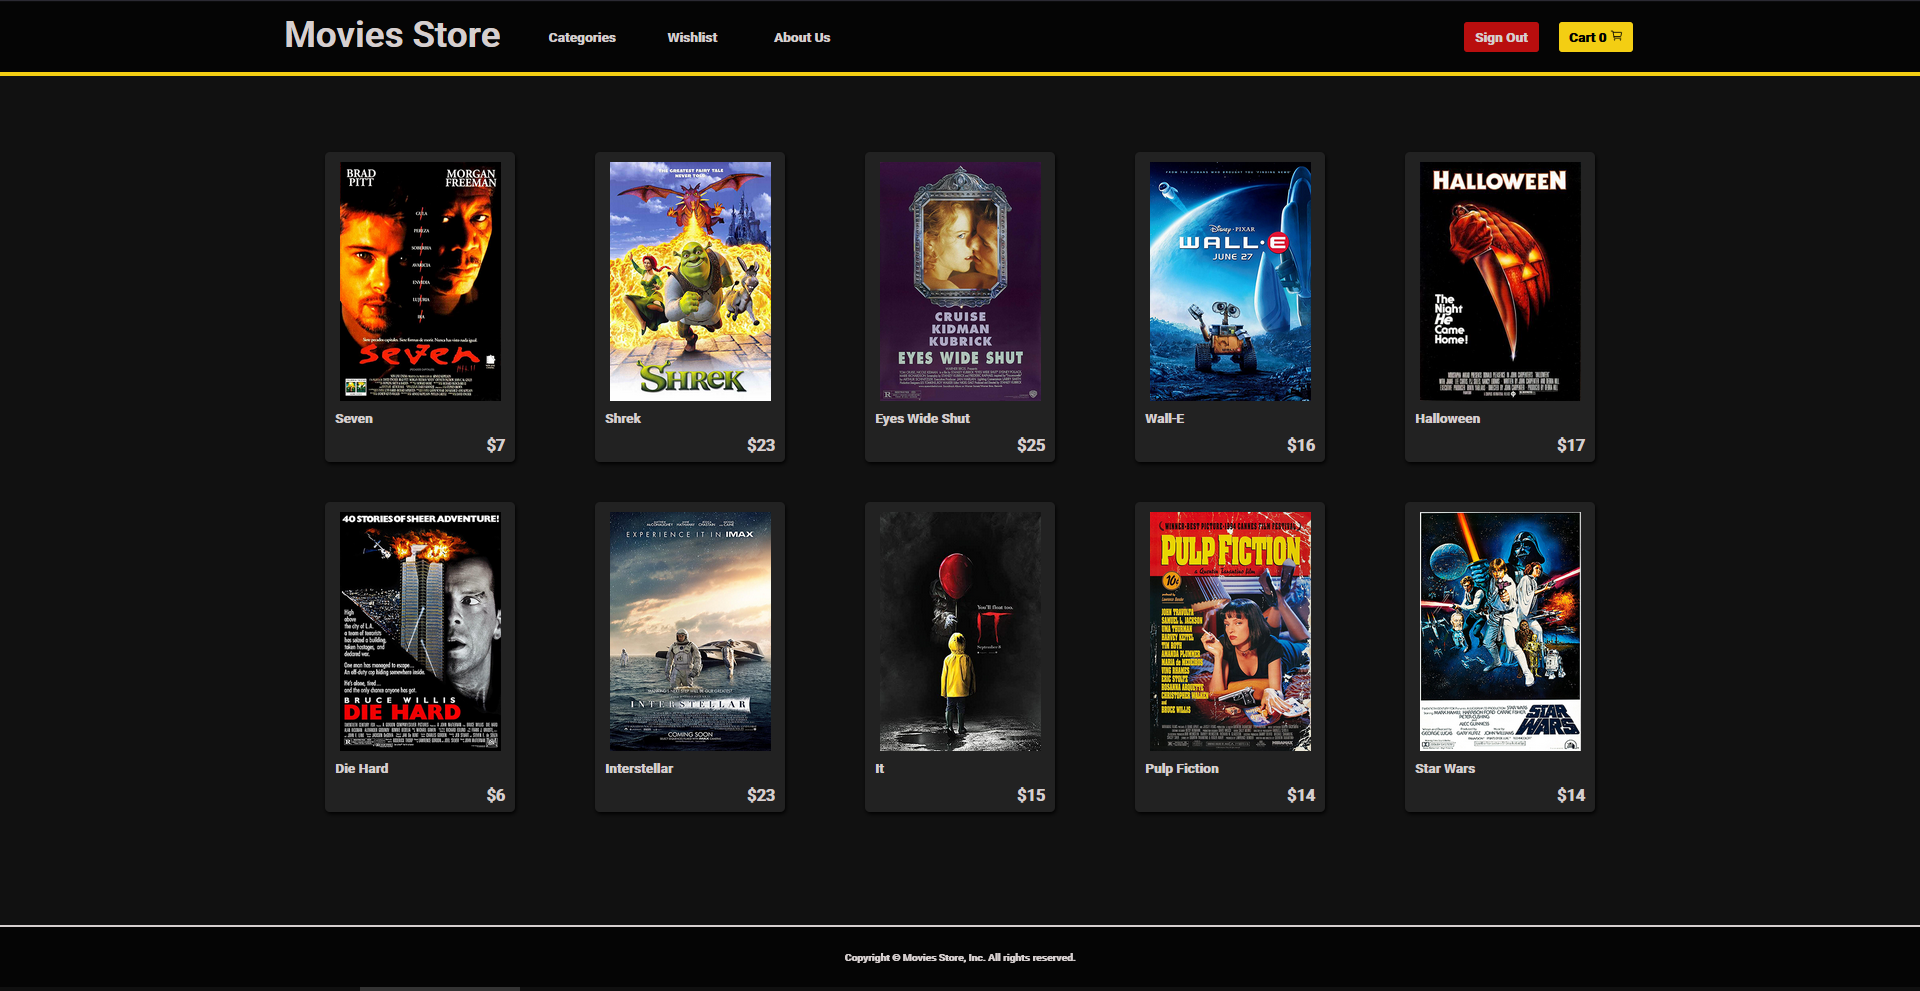 Movies Store
Categories
Wishlist
About Us
Sign Out
Cart 0
BRAD
PITT
MORGAN
FREEMAN
GULA
PEREZA
SOBERBIA
AVARICIA
ENVIDIA
LUJURIA
IRA
seven
Seven
$7
THE GREATEST FAIRY TALE
NEVER TOLD
SHREK
Shrek
$23
CRUISE
KIDMAN
KUBRICK
EYES WIDE SHUT
Eyes Wide Shut
$25
Disney · PIXAR
WALL·E
JUNE 27
Wall-E
$16
HALLOWEEN
The
Night
He
Came
Home!
Halloween
$17
40 STORIES OF SHEER ADVENTURE!
High
above
the city of L.A.
a team of terrorists
has seized a building,
taken hostages, and
declared war.
One man has managed to escape...
An off-duty cop hiding somewhere inside.
He's alone, tired...
and the only chance anyone has got.
BRUCE WILLIS
DIE HARD
Die Hard
$6
EXPERIENCE IT IN IMAX
INTERSTELLAR
COMING SOON
Interstellar
$23
You'll float too.
IT
September 8
It
$15
WINNER-BEST PICTURE-1994 CANNES FILM FESTIVAL
PULP FICTION
a Quentin Tarantino film
10¢
JOHN TRAVOLTA
SAMUEL L. JACKSON
UMA THURMAN
HARVEY KEITEL
TIM ROTH
AMANDA PLUMMER
MARIA de MEDEIROS
VING RHAMES
ERIC STOLTZ
ROSANNA ARQUETTE
CHRISTOPHER WALKEN
and
BRUCE WILLIS
Pulp Fiction
$14
STAR
WARS
Star Wars
$14
Copyright © Movies Store, Inc. All rights reserved.